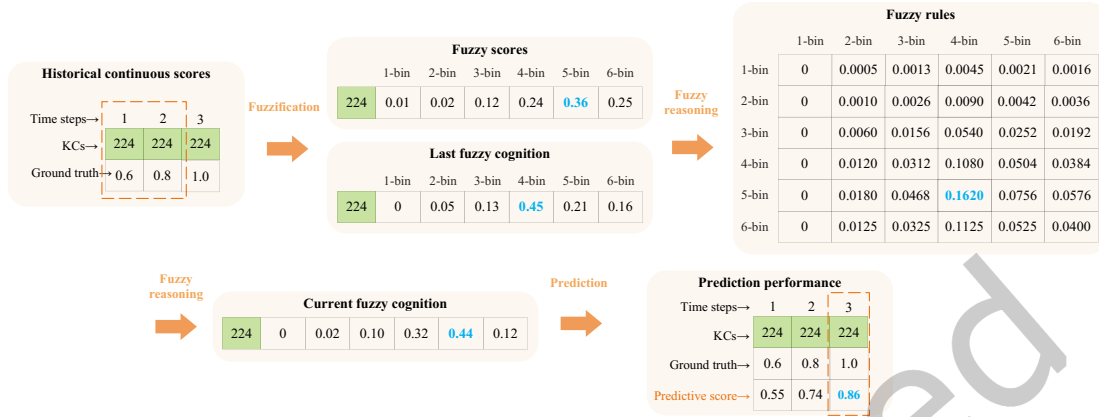 Historical continuous scores
Time steps→ 1 2 3
KCs→ 224 224 224
Ground truth→ 0.6 0.8 1.0
Fuzzification
Fuzzy scores
1-bin 2-bin 3-bin 4-bin 5-bin 6-bin
224 0.01 0.02 0.12 0.24 0.36 0.25
Last fuzzy cognition
1-bin 2-bin 3-bin 4-bin 5-bin 6-bin
224 0 0.05 0.13 0.45 0.21 0.16
Fuzzy
reasoning
Fuzzy rules
1-bin 2-bin 3-bin 4-bin 5-bin 6-bin
1-bin 0 0.0005 0.0013 0.0045 0.0021 0.0016
2-bin 0 0.0010 0.0026 0.0090 0.0042 0.0036
3-bin 0 0.0060 0.0156 0.0540 0.0252 0.0192
4-bin 0 0.0120 0.0312 0.1080 0.0504 0.0384
5-bin 0 0.0180 0.0468 0.1620 0.0756 0.0576
6-bin 0 0.0125 0.0325 0.1125 0.0525 0.0400
Fuzzy
reasoning
Current fuzzy cognition
224 0 0.02 0.10 0.32 0.44 0.12
Prediction
Prediction performance
Time steps→ 1 2 3
KCs→ 224 224 224
Ground truth→ 0.6 0.8 1.0
Predictive score→ 0.55 0.74 0.86